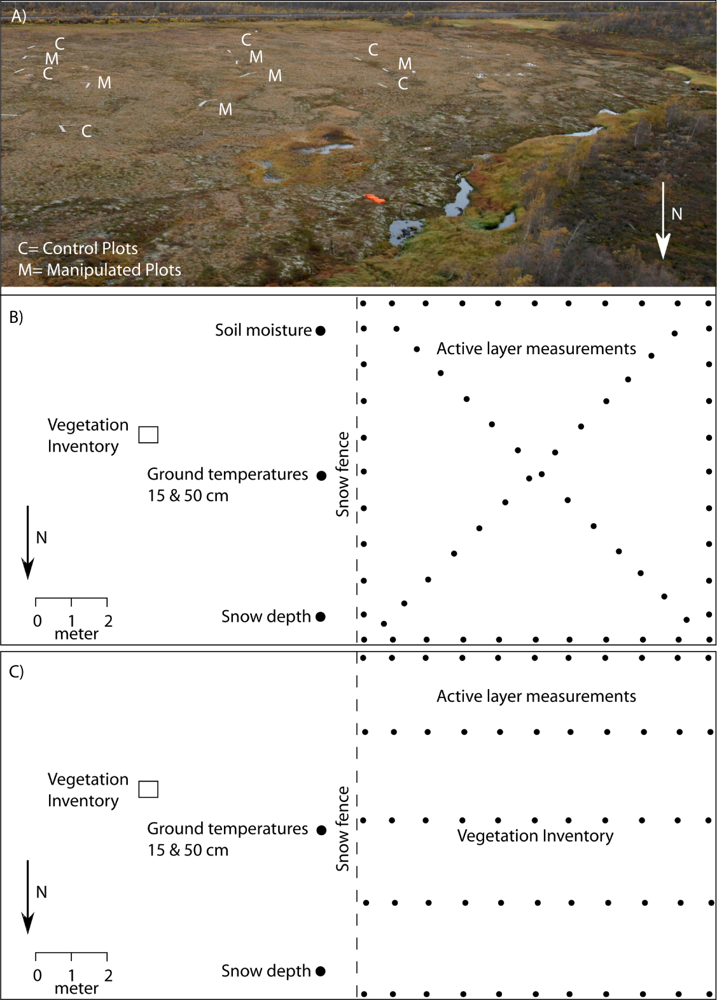 A)
C
M
C
M
C
C
M
M
M
C
M
C
N
C= Control Plots
M= Manipulated Plots
B)
Soil moisture
Active layer measurements
Vegetation
Inventory
Ground temperatures
15 & 50 cm
Snow fence
N
0 1 2
meter
Snow depth
C)
Active layer measurements
Vegetation
Inventory
Ground temperatures
15 & 50 cm
Snow fence
Vegetation Inventory
N
0 1 2
meter
Snow depth